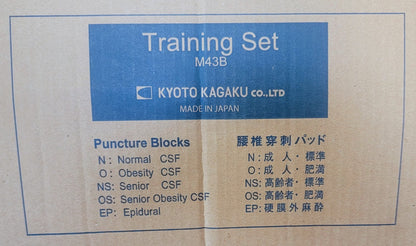 Training Set
M43B
KYOTO KAGAKU CO.,LTD
MADE IN JAPAN
Puncture Blocks
N : Normal CSF
O : Obesity CSF
NS: Senior CSF
OS: Senior Obesity CSF
EP: Epidural
腰椎穿刺パッド
N : 成人・標準
O : 成人・肥満
NS: 高齢者・標準
OS: 高齢者・肥満
EP: 硬膜外麻酔